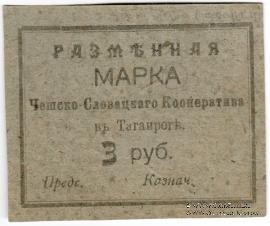 РАЗМѢННАЯ
МАРКА
Чешско-Словацкаго Кооператива
въ Таганрогѣ.
3 руб.
Предс. Казнач.